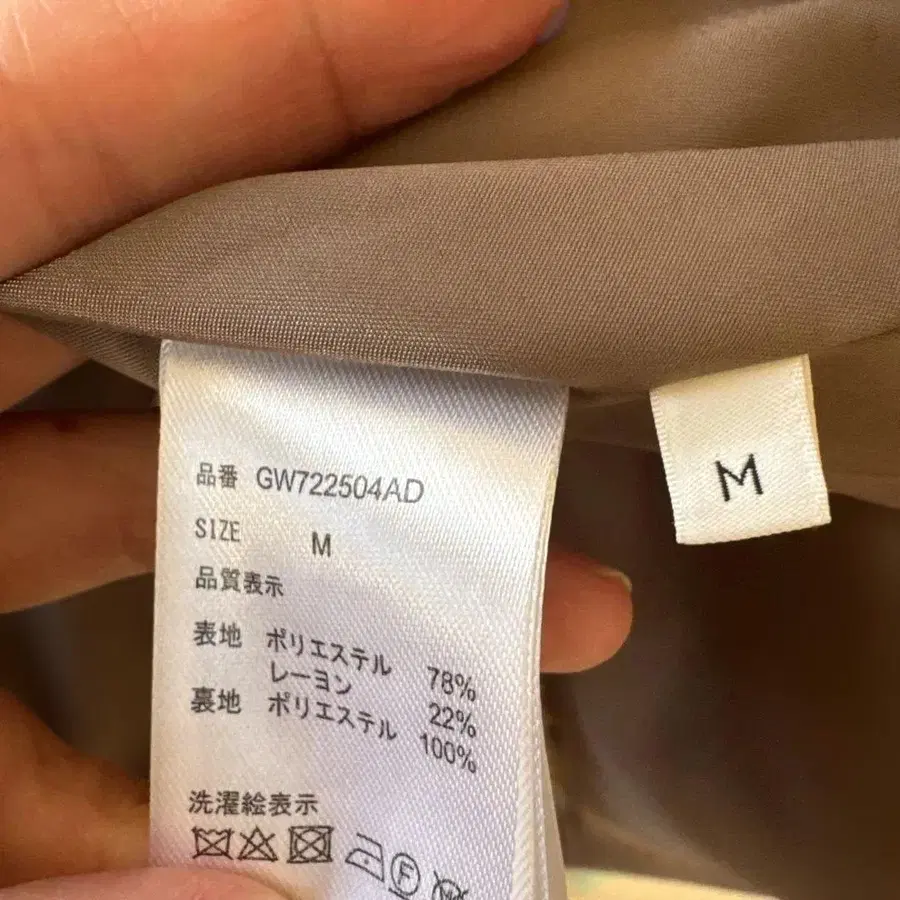 品番 GW722504AD
SIZE M
品質表示
表地 ポリエステル 78%
レーヨン 22%
裏地 ポリエステル 100%
洗濯絵表示
F
M